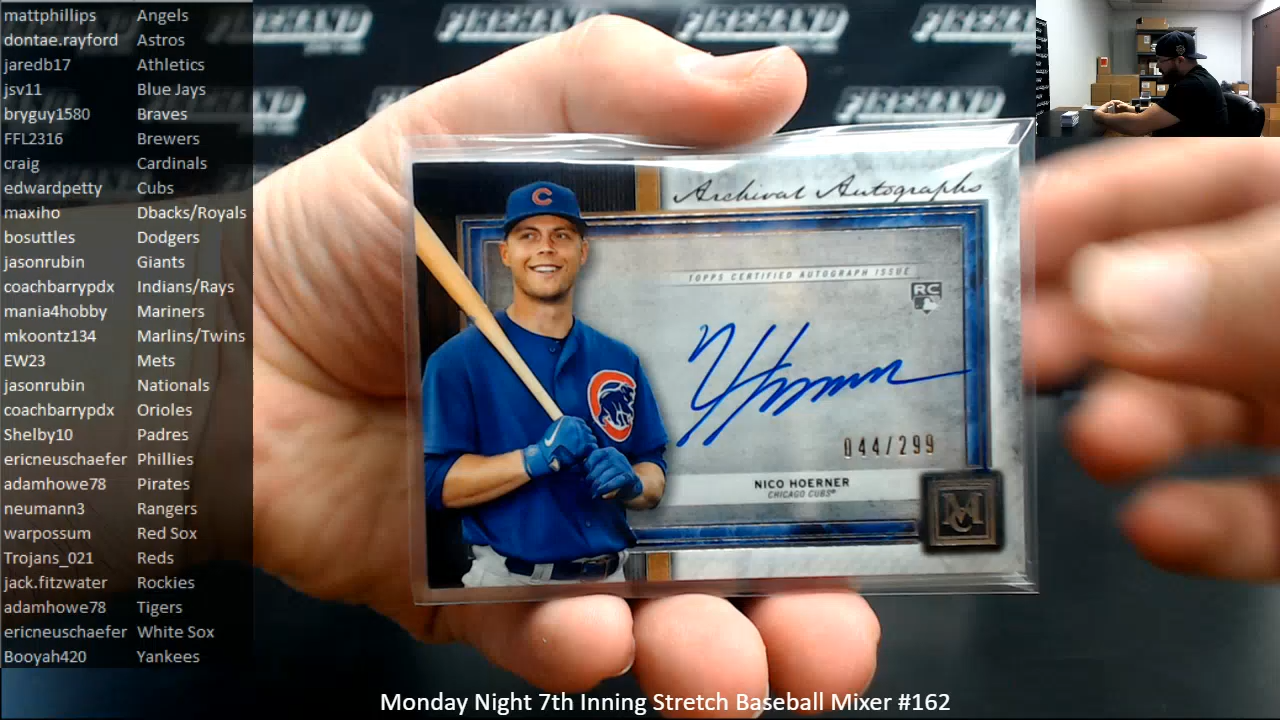 mattphillips Angels
dontae.rayford Astros
jaredb17 Athletics
jsv11 Blue Jays
bryguy1580 Braves
FFL2316 Brewers
craig Cardinals
edwardpetty Cubs
maxiho Dbacks/Royals
bosuttles Dodgers
jasonrubin Giants
coachbarrypdx Indians/Rays
mania4hobby Mariners
mkoontz134 Marlins/Twins
EW23 Mets
jasonrubin Nationals
coachbarrypdx Orioles
Shelby10 Padres
ericneuschaefer Phillies
adamhowe78 Pirates
neumann3 Rangers
warpossum Red Sox
Trojans_021 Reds
jack.fitzwater Rockies
adamhowe78 Tigers
ericneuschaefer White Sox
Booyah420 Yankees
FIREHAND
C
Archival Autographs
TOPPS CERTIFIED AUTOGRAPH ISSUE
RC
044/299
NICO HOERNER
CHICAGO CUBS®
MC
Monday Night 7th Inning Stretch Baseball Mixer #162